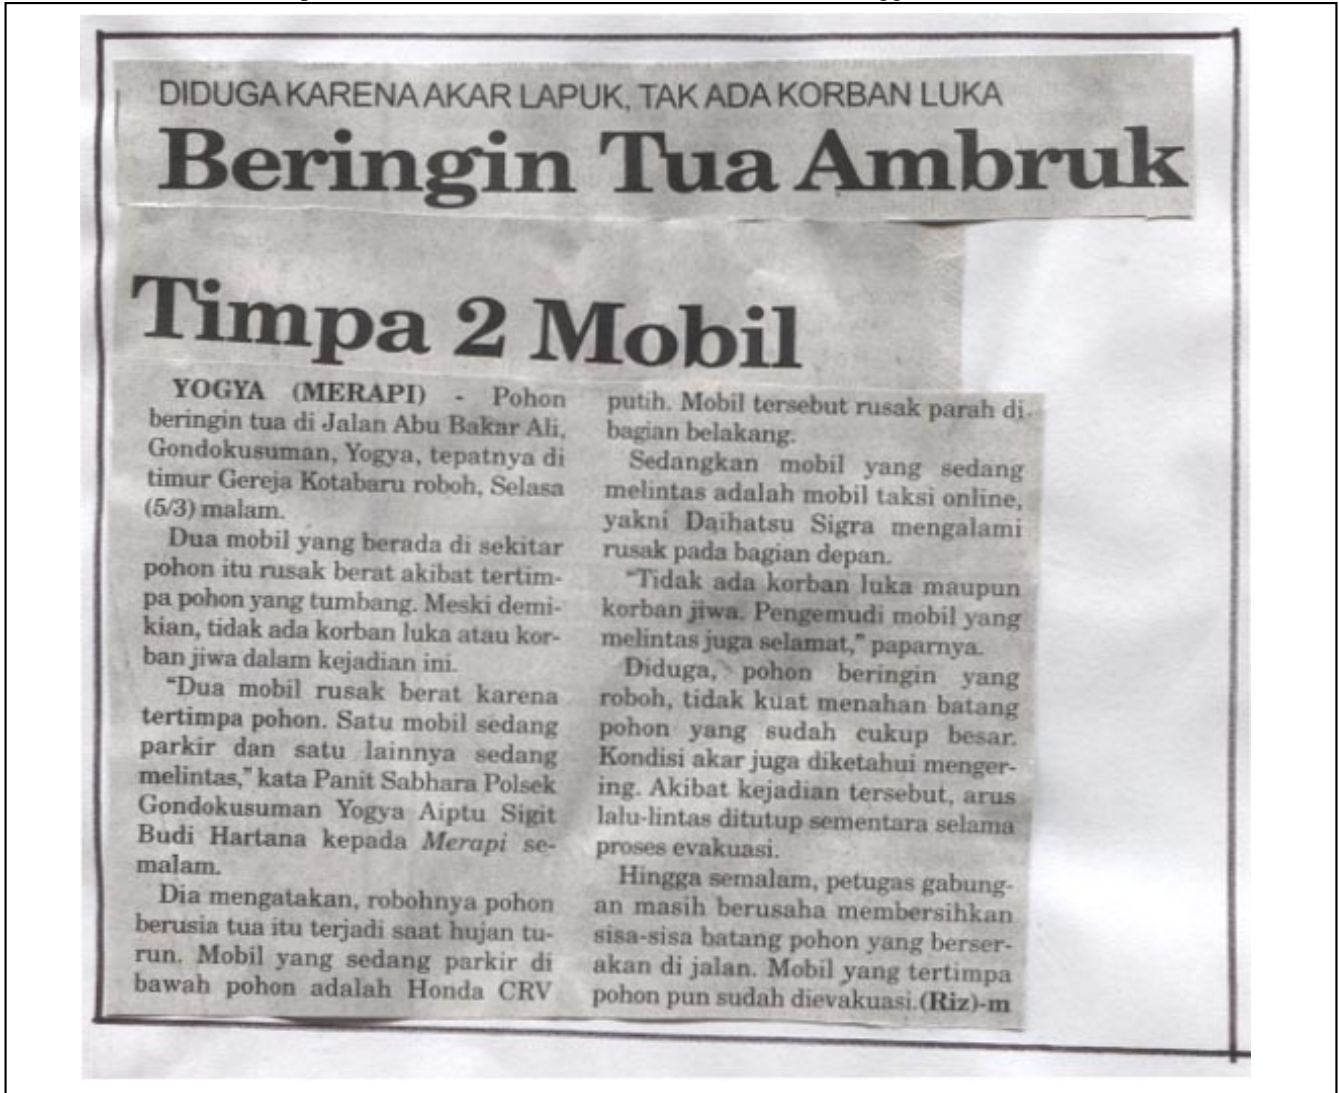 DIDUGA KARENA AKAR LAPUK, TAK ADA KORBAN LUKA
Beringin Tua Ambruk
Timpa 2 Mobil
YOGYA (MERAPI) - Pohon
beringin tua di Jalan Abu Bakar Ali,
Gondokusuman, Yogya, tepatnya di
timur Gereja Kotabaru roboh, Selasa
(5/3) malam.
Dua mobil yang berada di sekitar
pohon itu rusak berat akibat tertim-
pa pohon yang tumbang. Meski demi-
kian, tidak ada korban luka atau kor-
ban jiwa dalam kejadian ini.
"Dua mobil rusak berat karena
tertimpa pohon. Satu mobil sedang
parkir dan satu lainnya sedang
melintas," kata Panit Sabhara Polsek
Gondokusuman Yogya Aiptu Sigit
Budi Hartana kepada Merapi se-
malam.
Dia mengatakan, robohnya pohon
berusia tua itu terjadi saat hujan tu-
run. Mobil yang sedang parkir di
bawah pohon adalah Honda CRV
putih. Mobil tersebut rusak parah di
bagian belakang.
Sedangkan mobil yang sedang
melintas adalah mobil taksi online,
yakni Daihatsu Sigra mengalami
rusak pada bagian depan.
"Tidak ada korban luka maupun
korban jiwa. Pengemudi mobil yang
melintas juga selamat," paparnya.
Diduga, pohon beringin yang
roboh, tidak kuat menahan batang
pohon yang sudah cukup besar.
Kondisi akar juga diketahui menger-
ing. Akibat kejadian tersebut, arus
lalu-lintas ditutup sementara selama
proses evakuasi.
Hingga semalam, petugas gabung-
an masih berusaha membersihkan
sisa-sisa batang pohon yang berser-
akan di jalan. Mobil yang tertimpa
pohon pun sudah dievakuasi.(Riz)-m